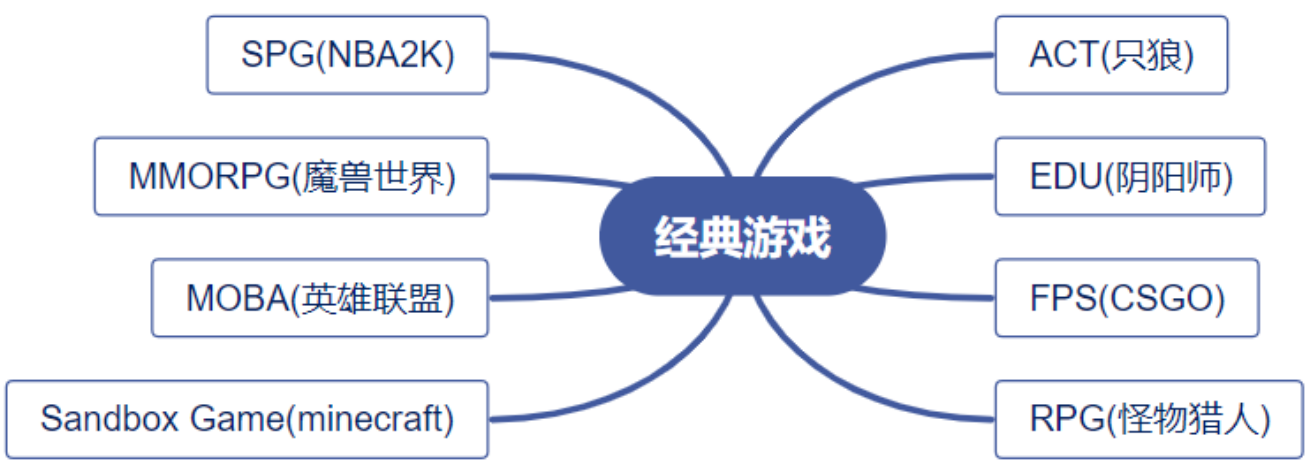 SPG(NBA2K)
MMORPG(魔兽世界)
MOBA(英雄联盟)
Sandbox Game(minecraft)
经典游戏
ACT(只狼)
EDU(阴阳师)
FPS(CSGO)
RPG(怪物猎人)